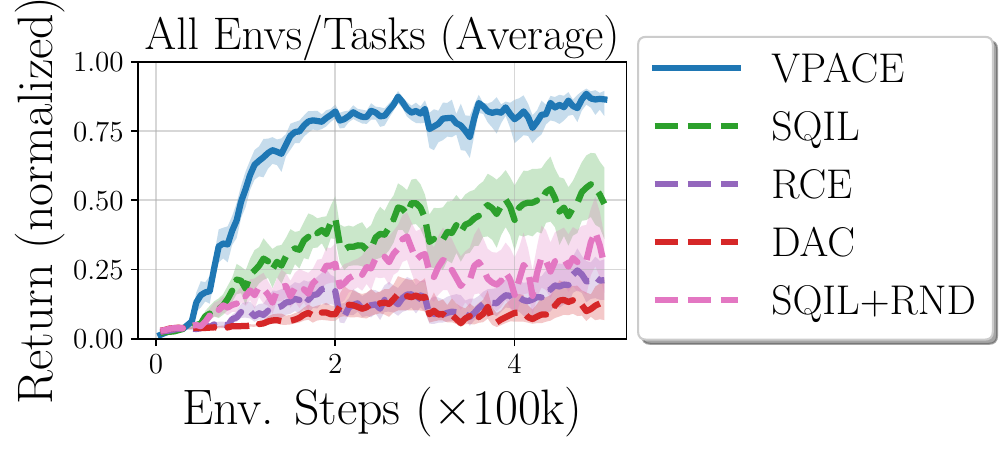 All Envs/Tasks (Average)
Return (normalized)
1.00
0.75
0.50
0.25
0.00
0
2
4
Env. Steps (×100k)
VPACE
SQIL
RCE
DAC
SQIL+RND